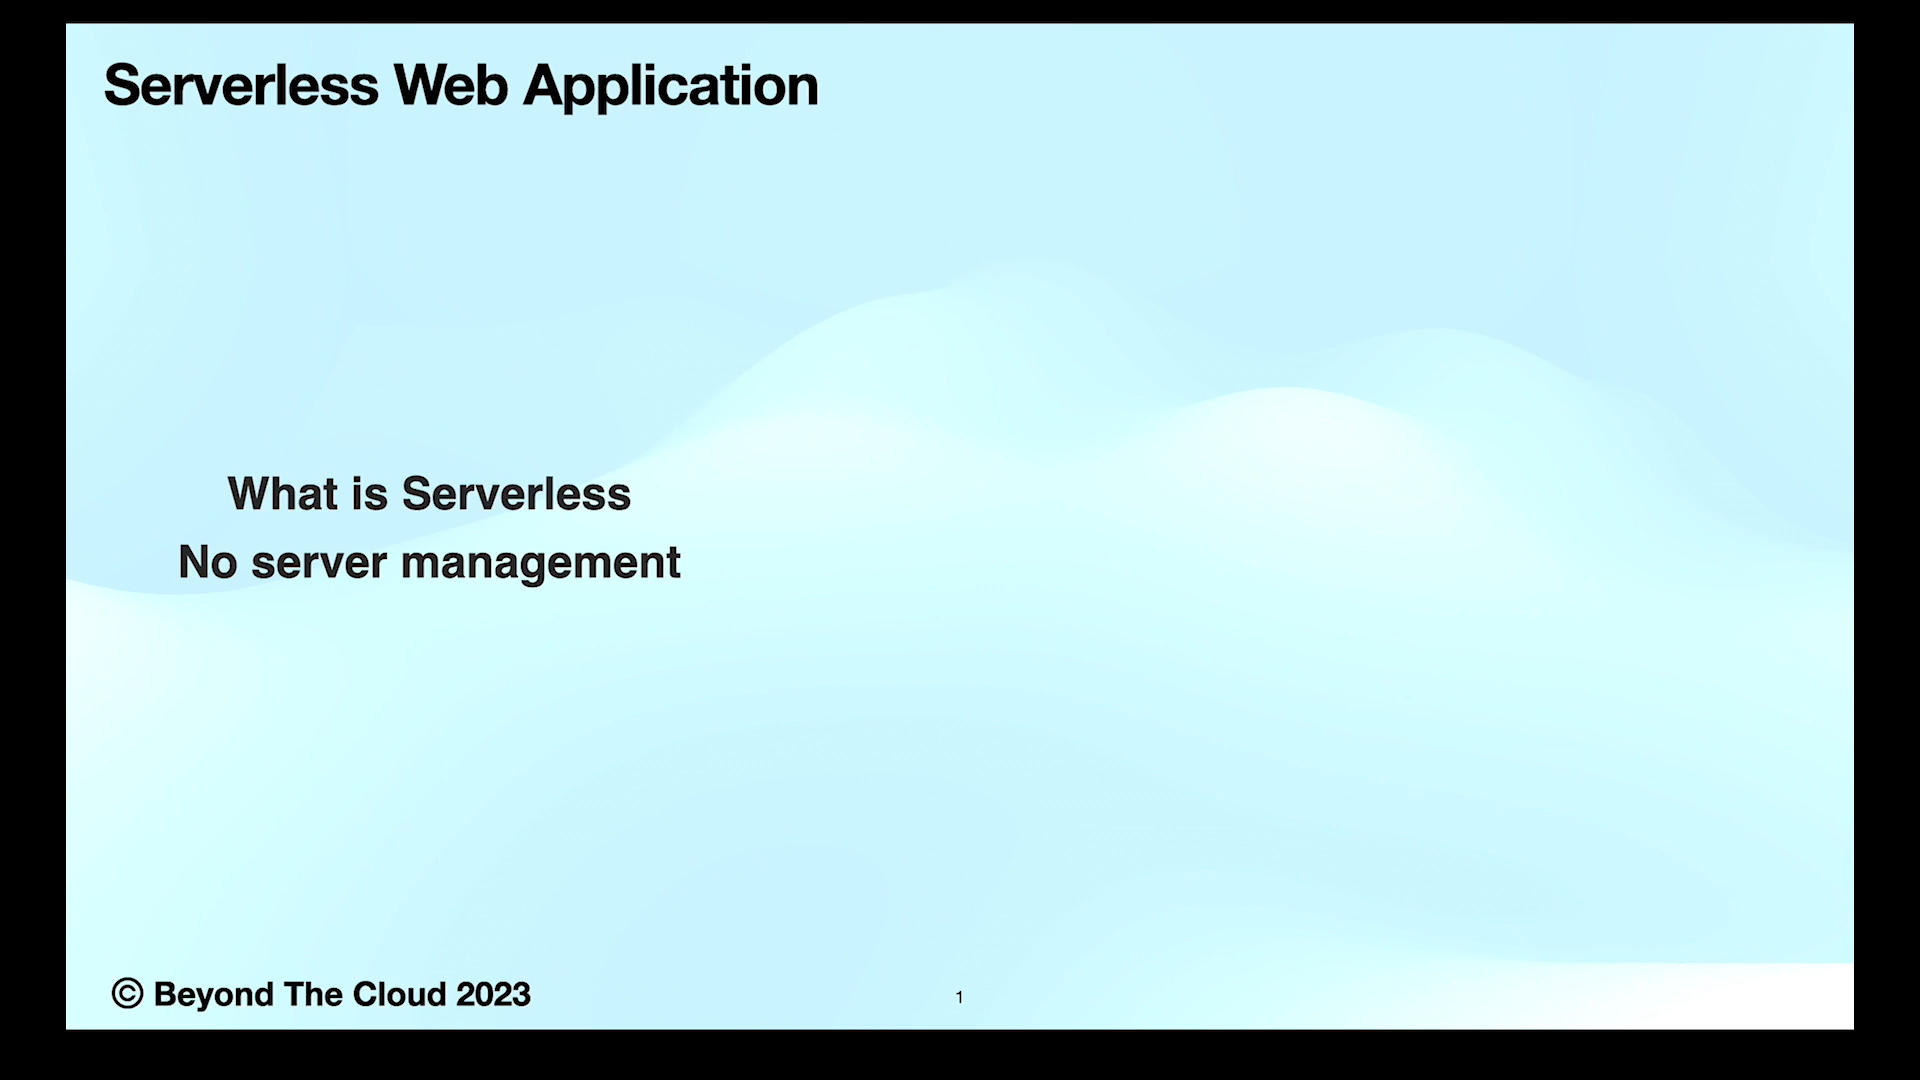 Serverless Web Application
What is Serverless
No server management
© Beyond The Cloud 2023
1